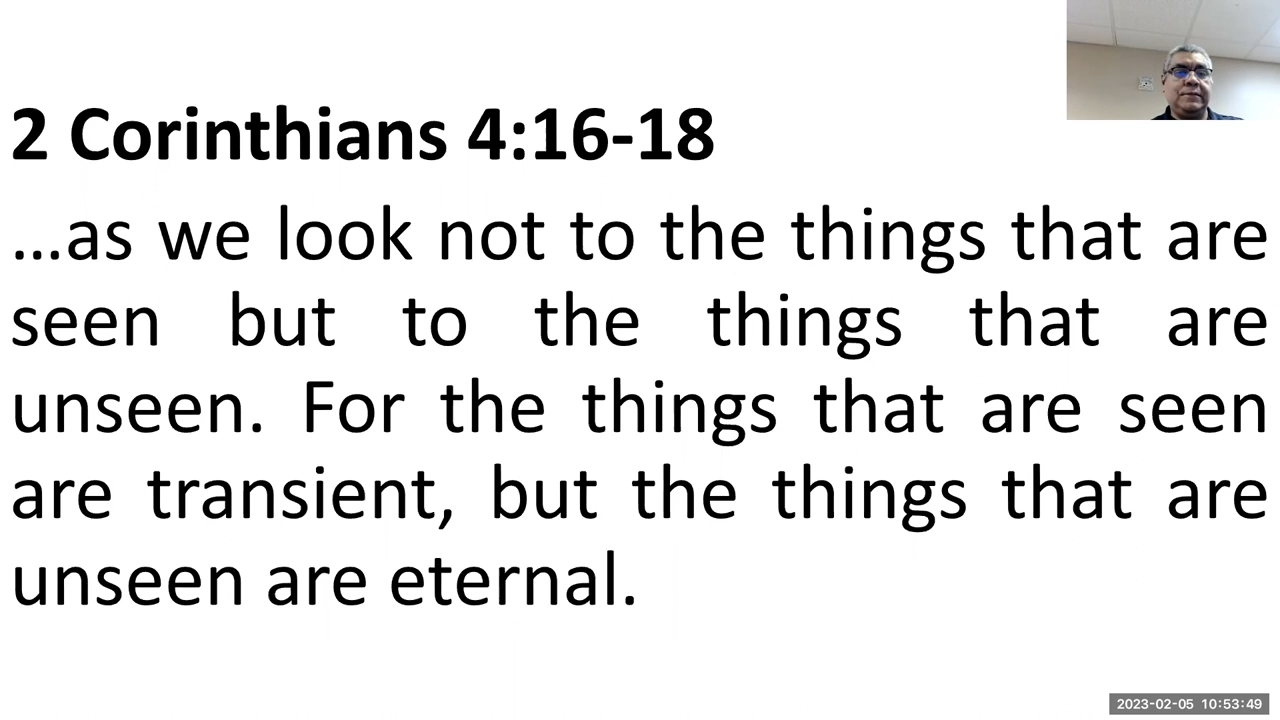 2 Corinthians 4:16-18
…as we look not to the things that are
seen but to the things that are
unseen. For the things that are seen
are transient, but the things that are
unseen are eternal.
2023-02-05 10:53:49